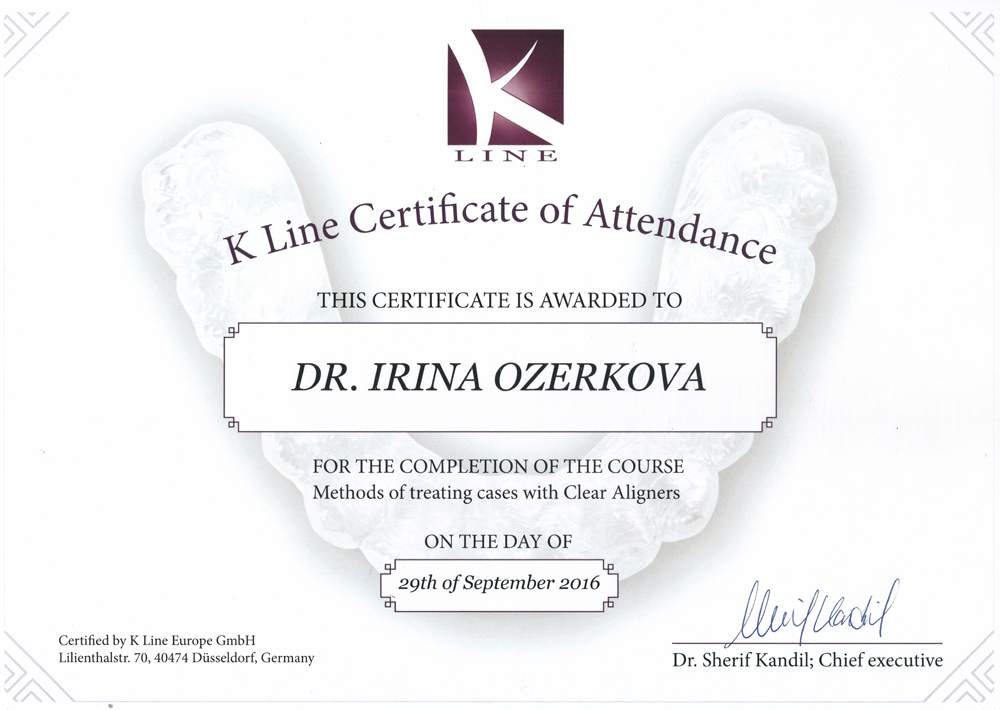 K
LINE
K Line Certificate of Attendance
THIS CERTIFICATE IS AWARDED TO
DR. IRINA OZERKOVA
FOR THE COMPLETION OF THE COURSE
Methods of treating cases with Clear Aligners
ON THE DAY OF
29th of September 2016
Certified by K Line Europe GmbH
Lilienthalstr. 70, 40474 Düsseldorf, Germany
Dr. Sherif Kandil; Chief executive